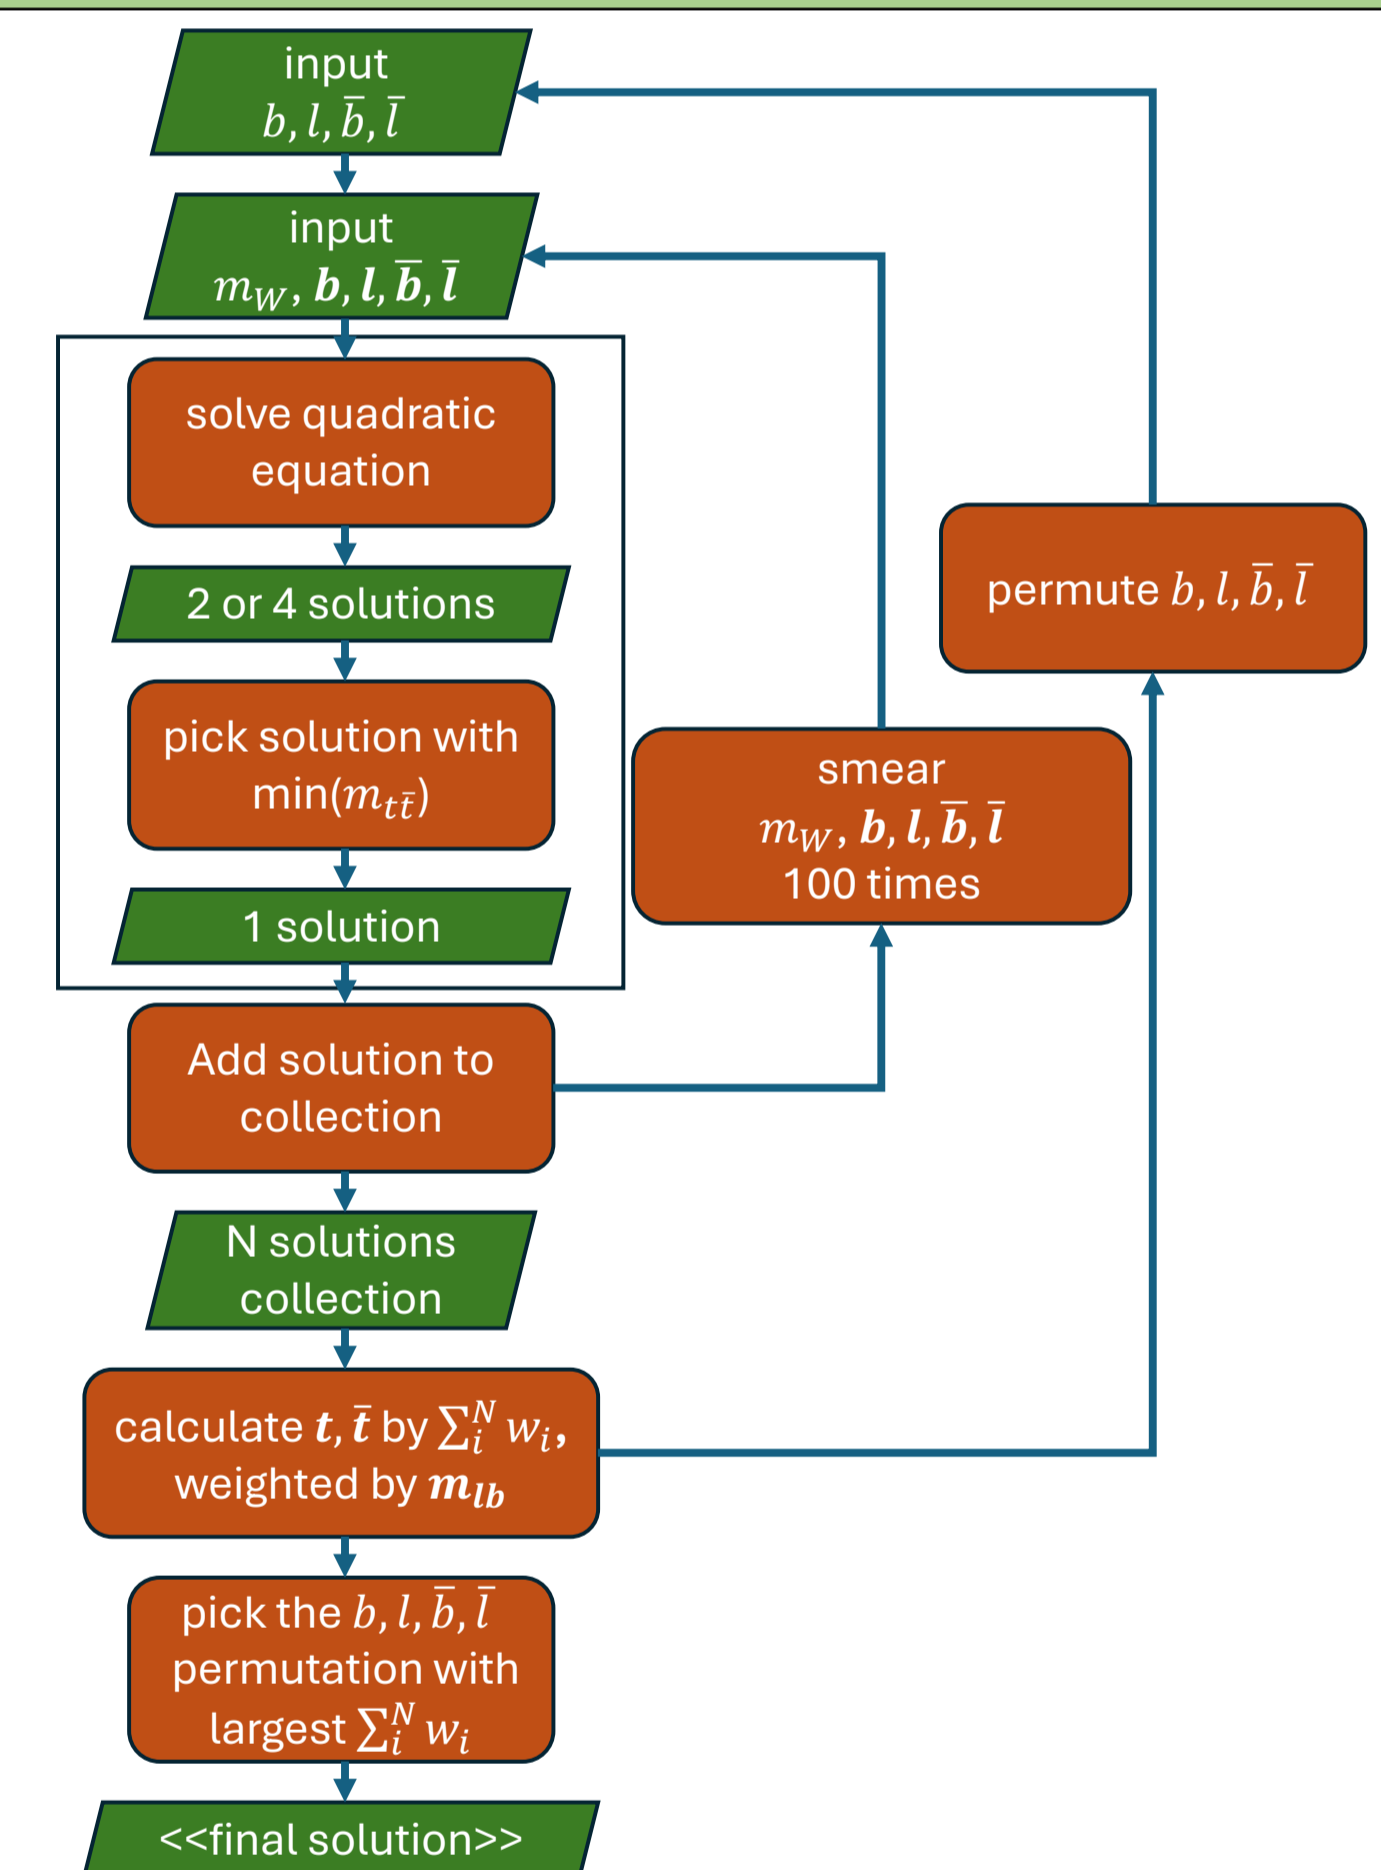 input
b, l, b̄, l̄
input
m_W, b, l, b̄, l̄
solve quadratic
equation
2 or 4 solutions
pick solution with
min(m_{tt̄})
1 solution
Add solution to
collection
N solutions
collection
calculate t, t̄ by ∑_i^N w_i,
weighted by m_{lb}
pick the b, l, b̄, l̄
permutation with
largest ∑_i^N w_i
<<final solution>>
smear
m_W, b, l, b̄, l̄
100 times
permute b, l, b̄, l̄